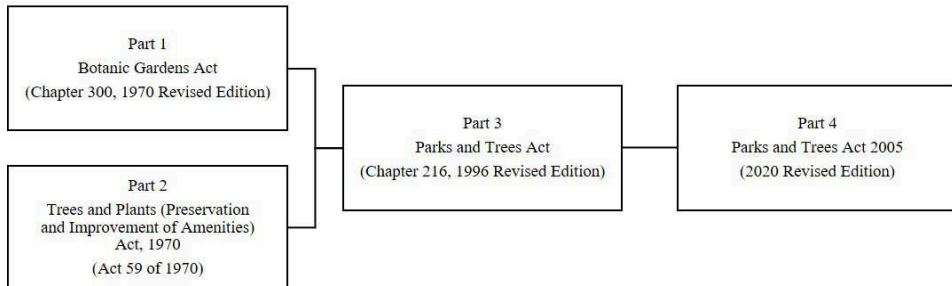 Part 1
Botanic Gardens Act
(Chapter 300, 1970 Revised Edition)
Part 2
Trees and Plants (Preservation
and Improvement of Amenities)
Act, 1970
(Act 59 of 1970)
Part 3
Parks and Trees Act
(Chapter 216, 1996 Revised Edition)
Part 4
Parks and Trees Act 2005
(2020 Revised Edition)